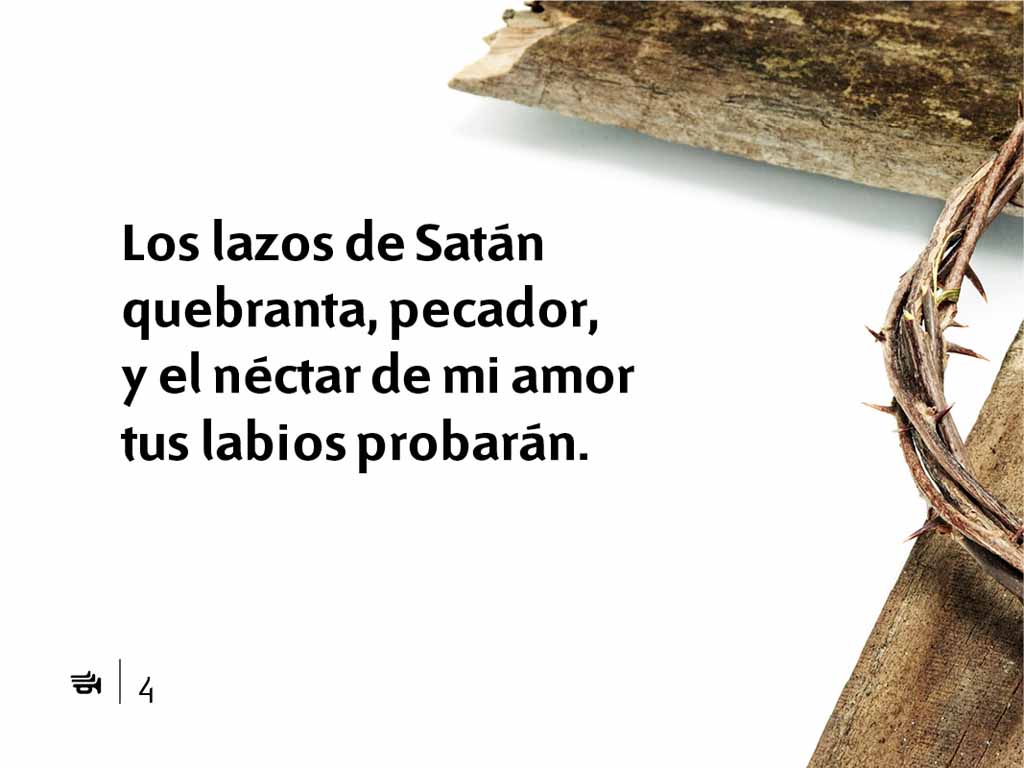 Los lazos de Satán
quebranta, pecador,
y el néctar de mi amor
tus labios probarán.
4